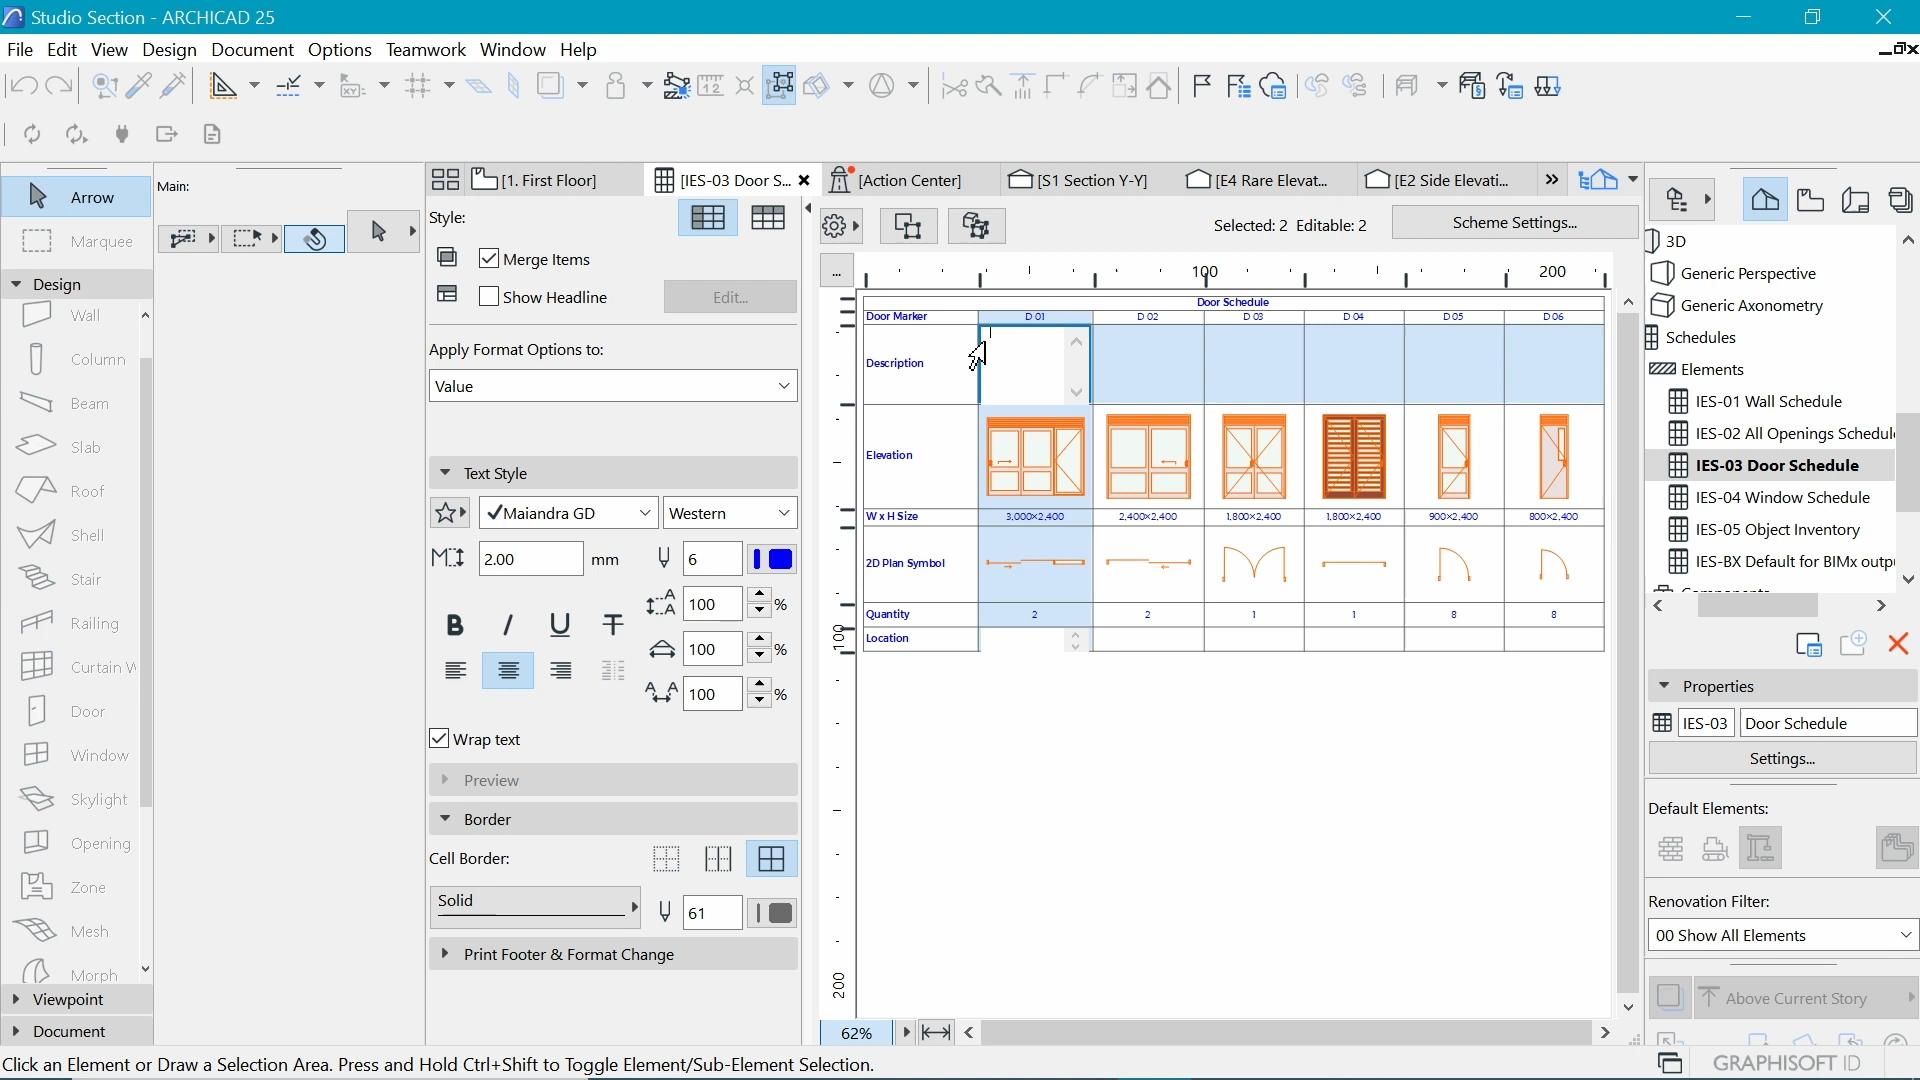 Studio Section - ARCHICAD 25
File Edit View Design Document Options Teamwork Window Help
Arrow
Marquee
Design
Wall
Column
Beam
Slab
Roof
Shell
Stair
Railing
Curtain W
Door
Window
Skylight
Opening
Zone
Mesh
Morph
Viewpoint
Document
Main:
[1. First Floor]
[IES-03 Door S...
[Action Center]
[S1 Section Y-Y]
[E4 Rare Elevat...
[E2 Side Elevati...
Style:
Merge Items
Show Headline
Edit...
Apply Format Options to:
Value
Text Style
Maiandra GD
Western
2.00 mm
6
100 %
100 %
100 %
Wrap text
Preview
Border
Cell Border:
Solid
61
Print Footer & Format Change
Selected: 2 Editable: 2
Scheme Settings...
...
100
200
100
200
Door Schedule
Door Marker D 01 D 02 D 03 D 04 D 05 D 06
Description
Elevation
W x H Size 3,000×2,400 2,400×2,400 1,800×2,400 1,800×2,400 900×2,400 800×2,400
2D Plan Symbol
Quantity 2 2 1 1 8 8
Location
62%
3D
Generic Perspective
Generic Axonometry
Schedules
Elements
IES-01 Wall Schedule
IES-02 All Openings Schedul
IES-03 Door Schedule
IES-04 Window Schedule
IES-05 Object Inventory
IES-BX Default for BIMx outp
Properties
IES-03 Door Schedule
Settings...
Default Elements:
Renovation Filter:
00 Show All Elements
Above Current Story
Click an Element or Draw a Selection Area. Press and Hold Ctrl+Shift to Toggle Element/Sub-Element Selection.
GRAPHISOFT ID